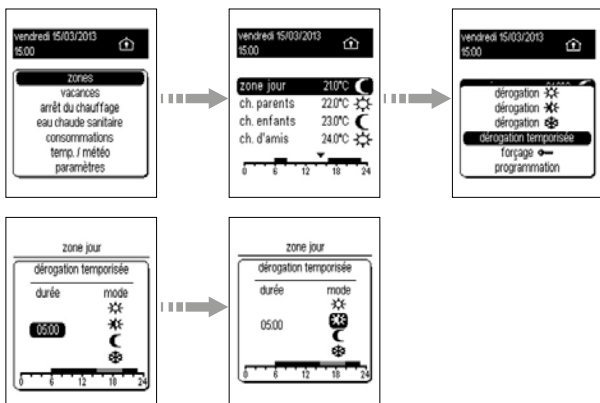 vendredi 15/03/2013
15:00
zones
vacances
arrêt du chauffage
eau chaude sanitaire
consommations
temp. / météo
paramètres
vendredi 15/03/2013
15:00
zone jour 21.0°C
ch. parents 22.0°C
ch. enfants 23.0°C
ch. d'amis 24.0°C
0 6 12 18 24
vendredi 15/03/2013
15:00
dérogation
dérogation
dérogation
dérogation temporisée
forçage
programmation
zone jour
dérogation temporisée
durée mode
05:00
0 6 12 18 24
zone jour
dérogation temporisée
durée mode
05:00
0 6 12 18 24